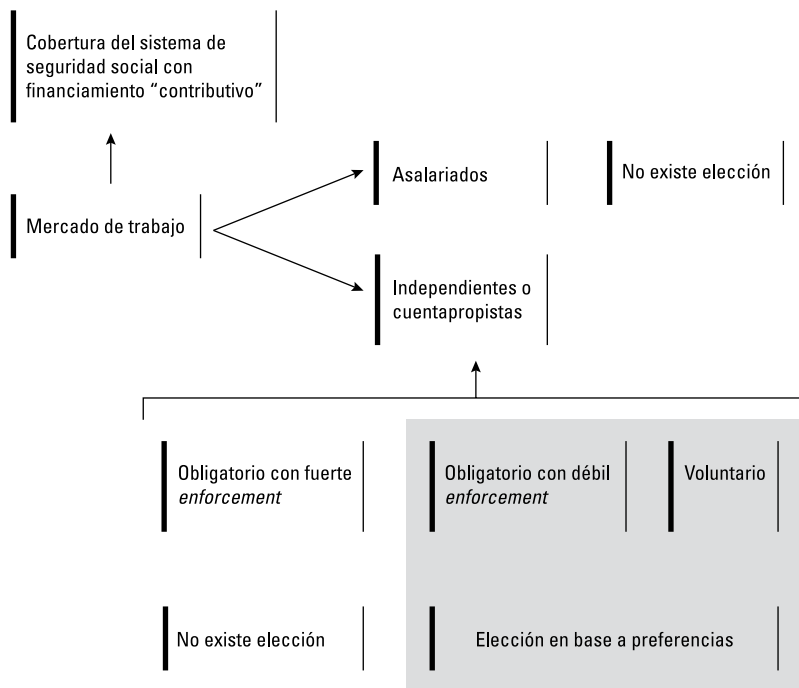 Cobertura del sistema de
seguridad social con
financiamiento “contributivo”
Asalariados
No existe elección
Mercado de trabajo
Independientes o
cuentapropistas
Obligatorio con fuerte
enforcement
Obligatorio con débil
enforcement
Voluntario
No existe elección
Elección en base a preferencias